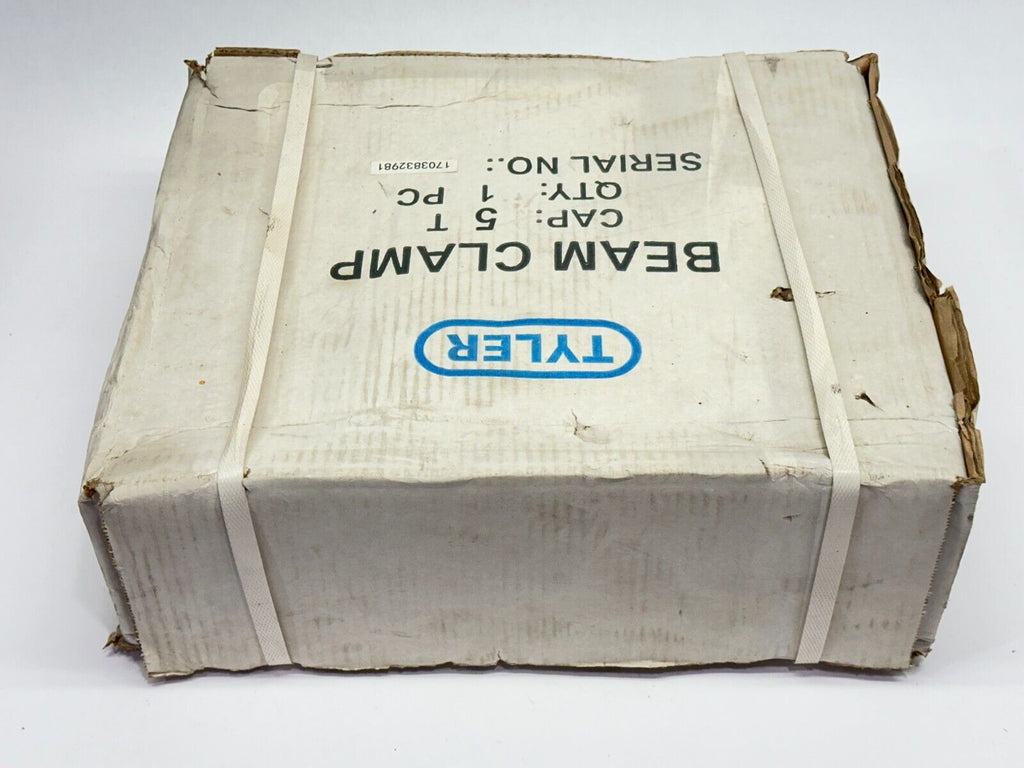 TYLER
BEAM CLAMP
CAP: 5 T
QTY: 1 PC
SERIAL NO.: 1703832981